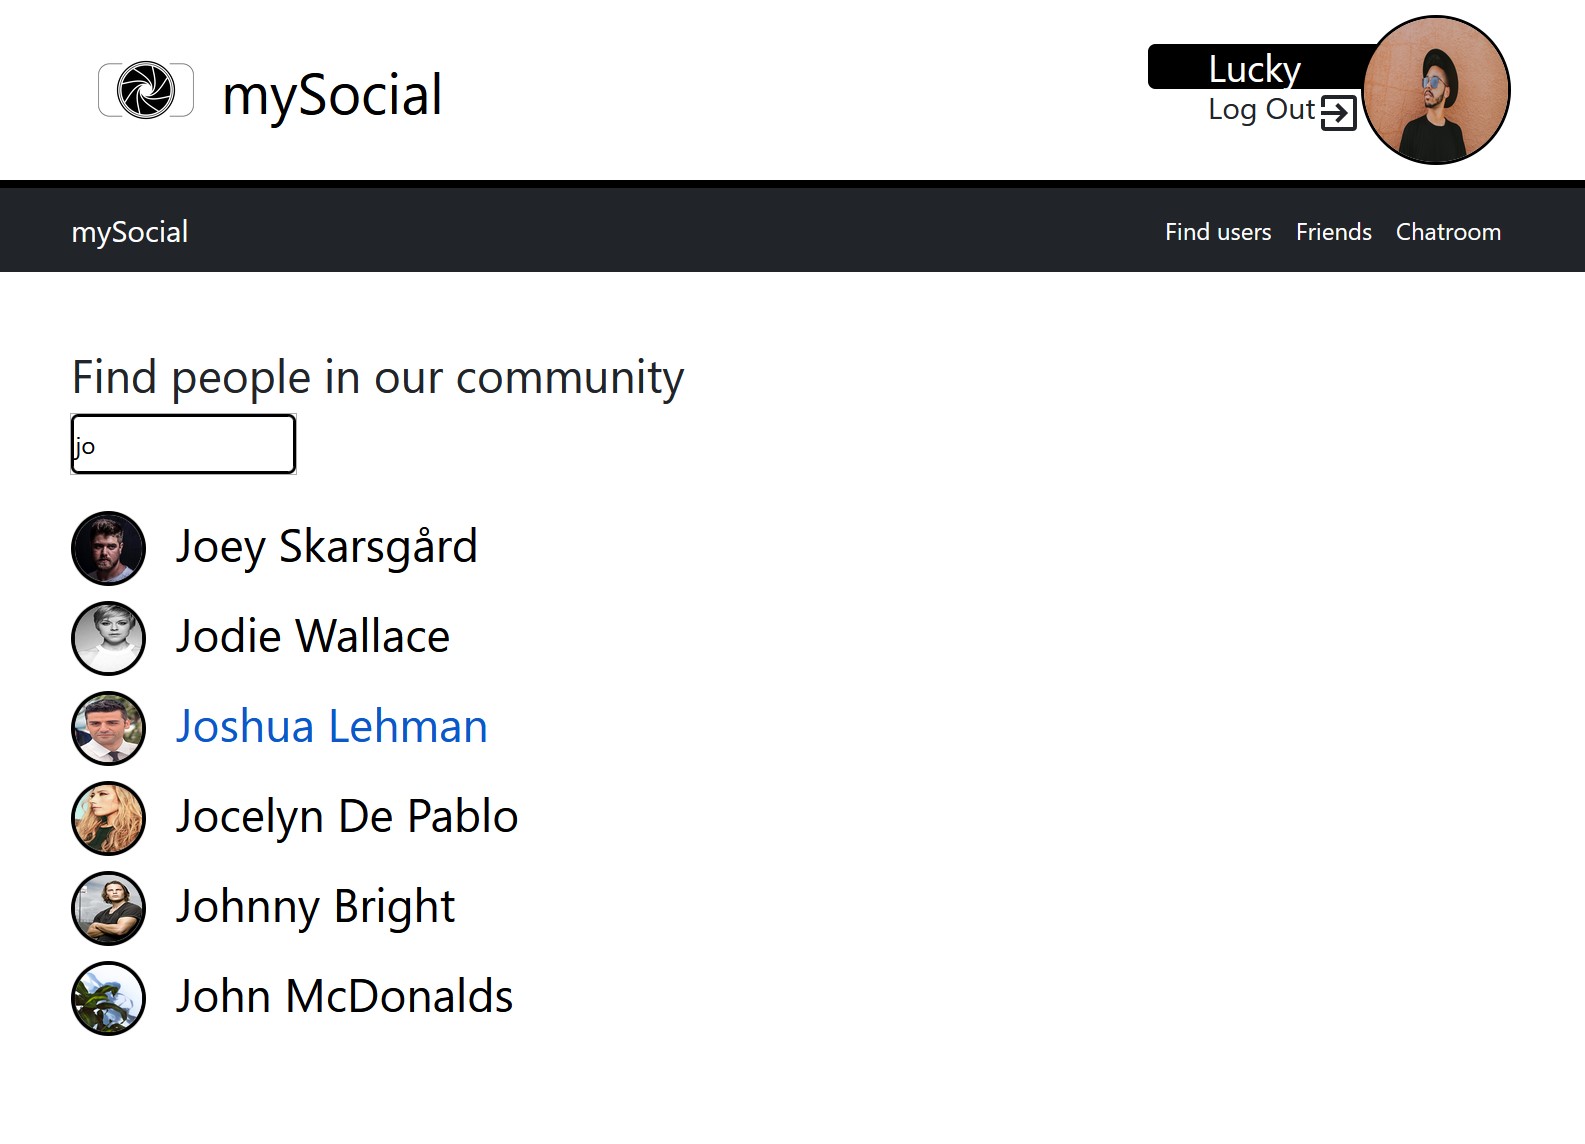 mySocial
Lucky
Log Out
mySocial
Find users
Friends
Chatroom
Find people in our community
jo
Joey Skarsgård
Jodie Wallace
Joshua Lehman
Jocelyn De Pablo
Johnny Bright
John McDonalds